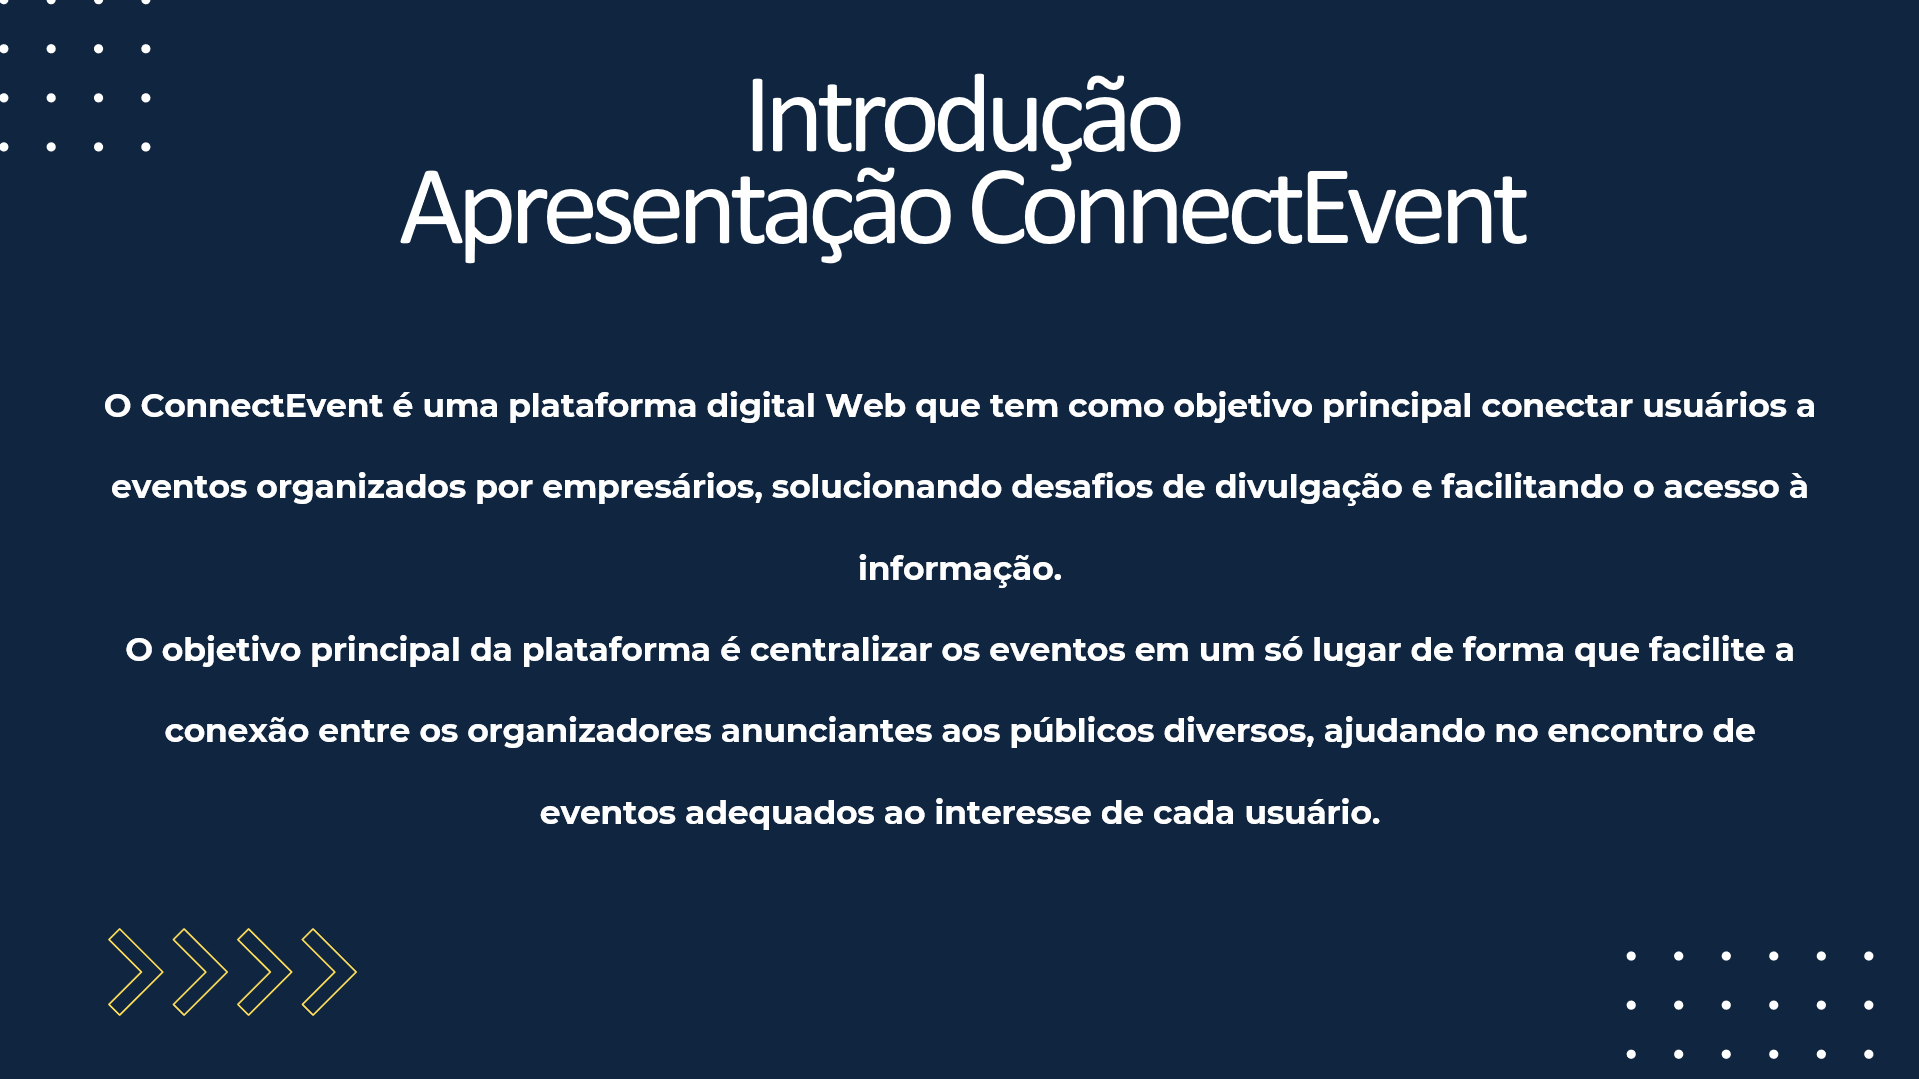 Introdução
Apresentação ConnectEvent
O ConnectEvent é uma plataforma digital Web que tem como objetivo principal conectar usuários a
eventos organizados por empresários, solucionando desafios de divulgação e facilitando o acesso à
informação.
O objetivo principal da plataforma é centralizar os eventos em um só lugar de forma que facilite a
conexão entre os organizadores anunciantes aos públicos diversos, ajudando no encontro de
eventos adequados ao interesse de cada usuário.